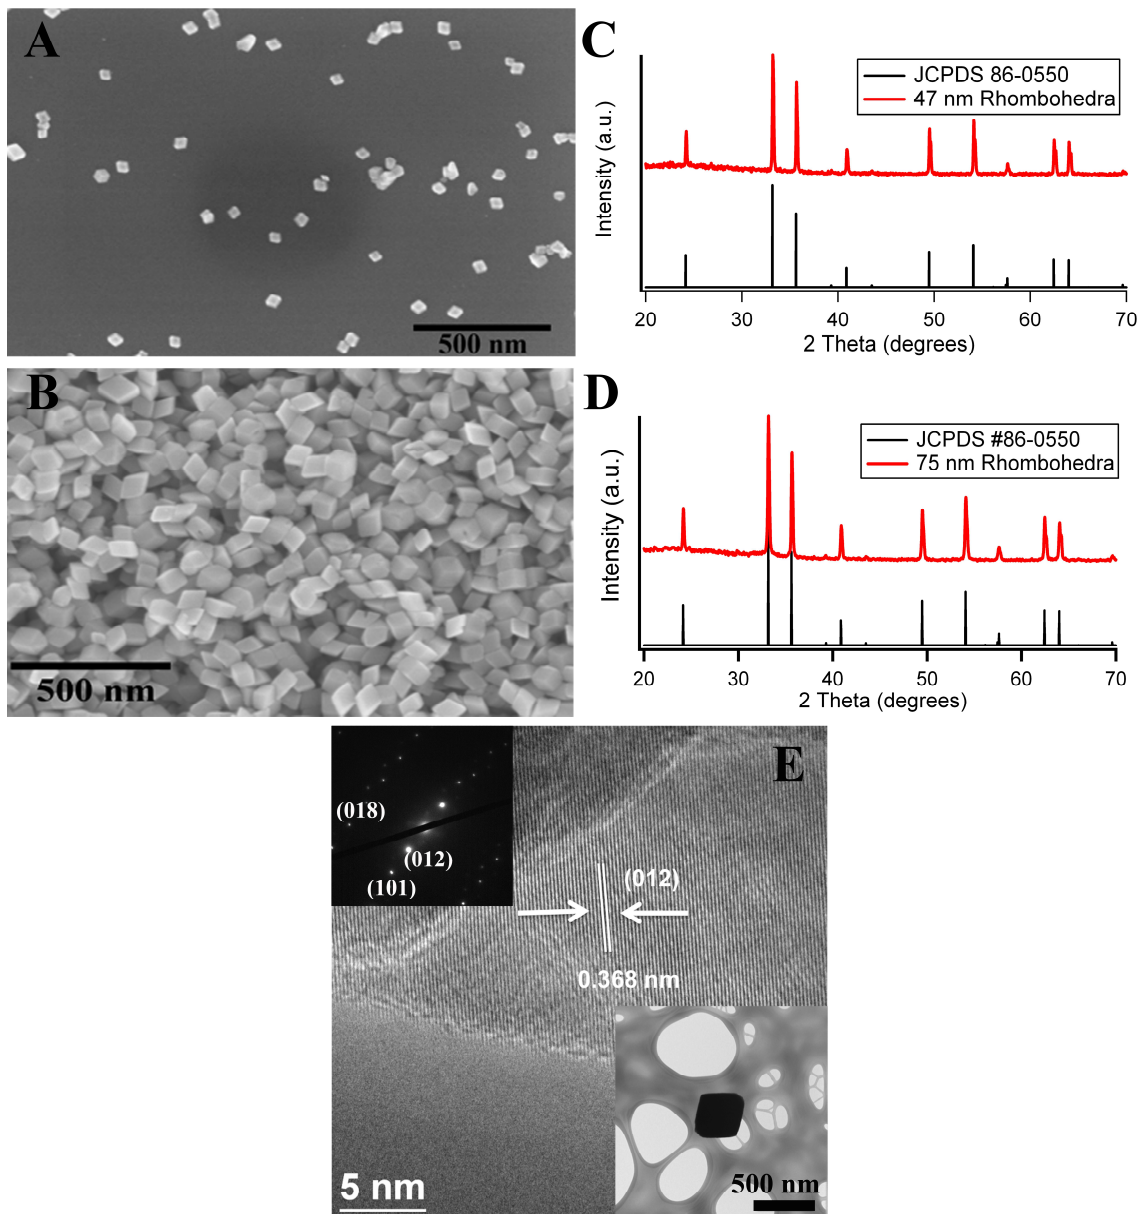 A
500 nm
B
500 nm
C
JCPDS 86-0550
47 nm Rhombohedra
Intensity (a.u.)
20 30 40 50 60 70
2 Theta (degrees)
D
JCPDS #86-0550
75 nm Rhombohedra
Intensity (a.u.)
20 30 40 50 60 70
2 Theta (degrees)
E
(018)
(012)
(101)
(012)
0.368 nm
5 nm
500 nm